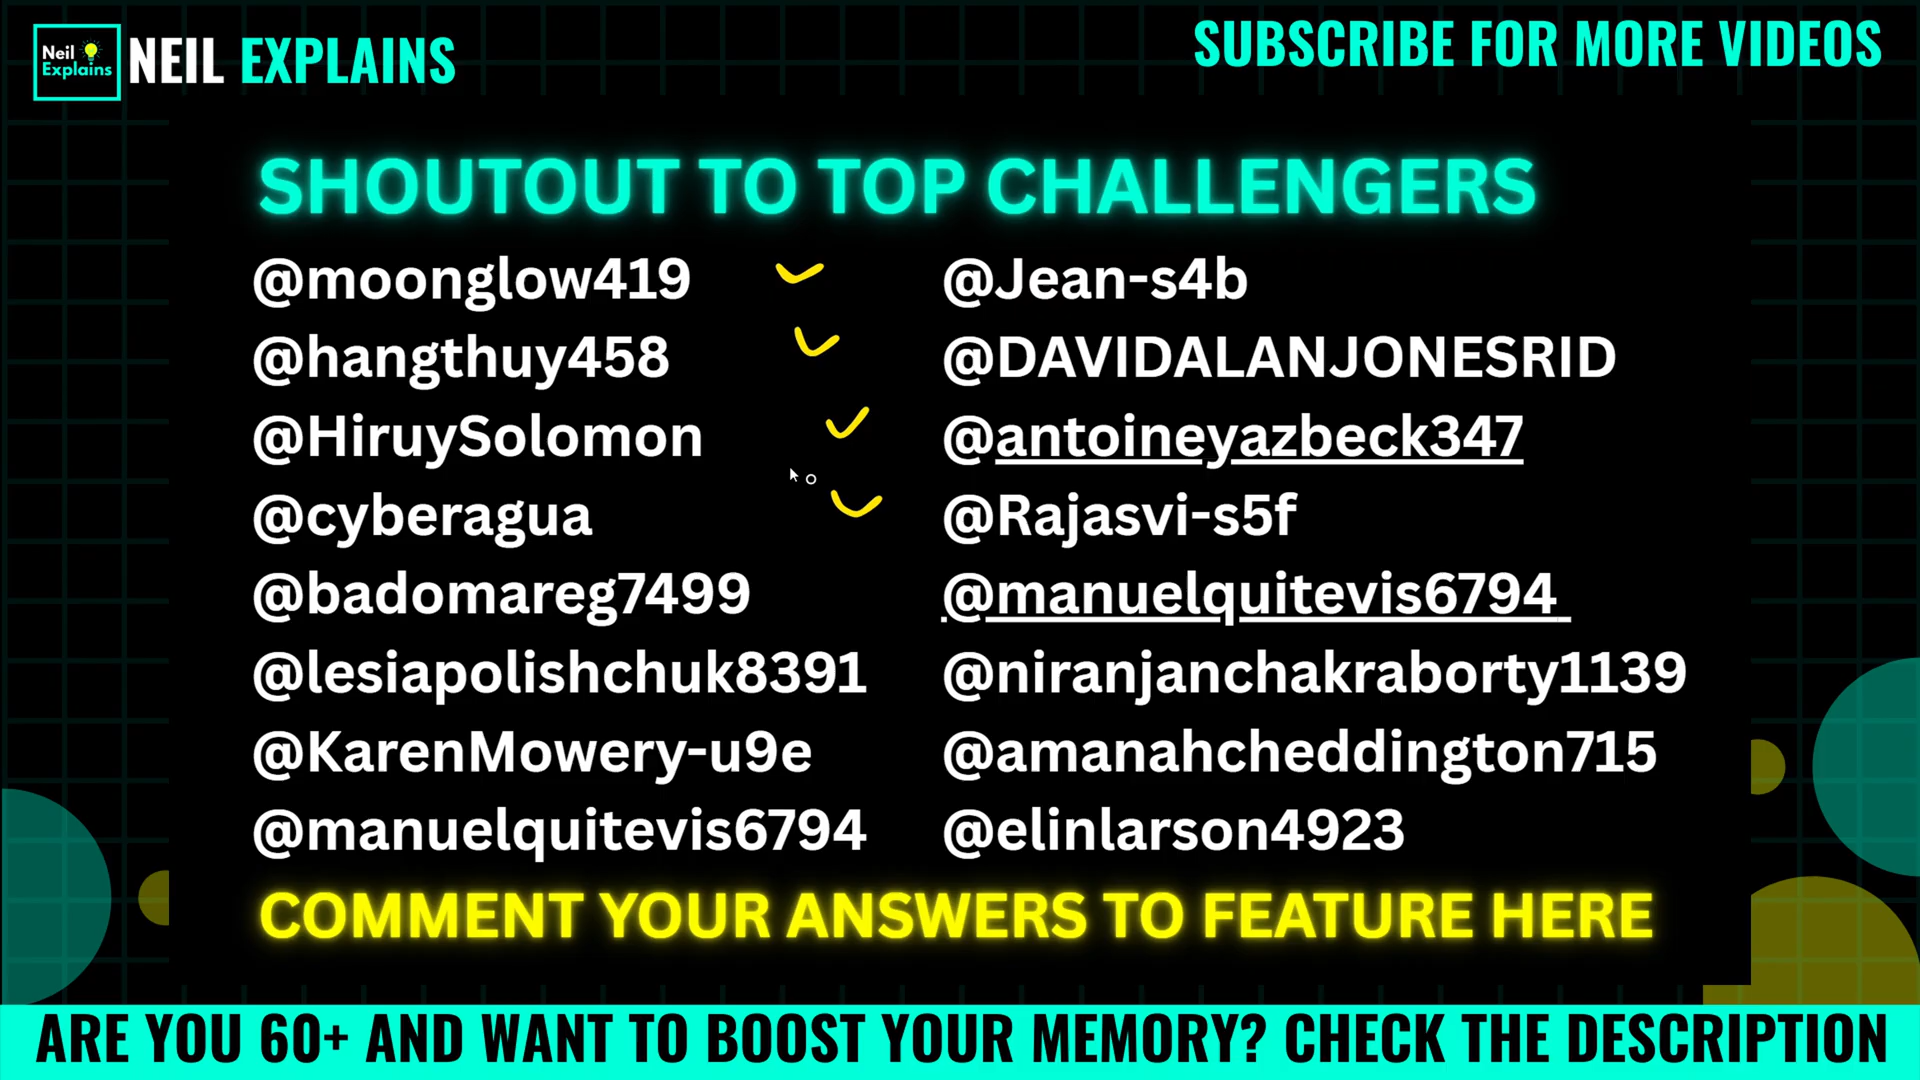 Neil
Explains
NEIL EXPLAINS
SUBSCRIBE FOR MORE VIDEOS
SHOUTOUT TO TOP CHALLENGERS
@moonglow419
@hangthuy458
@HiruySolomon
@cyberagua
@badomareg7499
@lesiapolishchuk8391
@KarenMowery-u9e
@manuelquitevis6794
@Jean-s4b
@DAVIDALANJONESRID
@antoineyazbeck347
@Rajasvi-s5f
@manuelquitevis6794
@niranjanchakraborty1139
@amanahcheddington715
@elinlarson4923
COMMENT YOUR ANSWERS TO FEATURE HERE
ARE YOU 60+ AND WANT TO BOOST YOUR MEMORY? CHECK THE DESCRIPTION